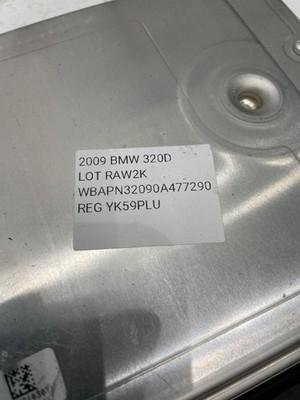 2009 BMW 320D
LOT RAW2K
WBAPN32090A477290
REG YK59PLU